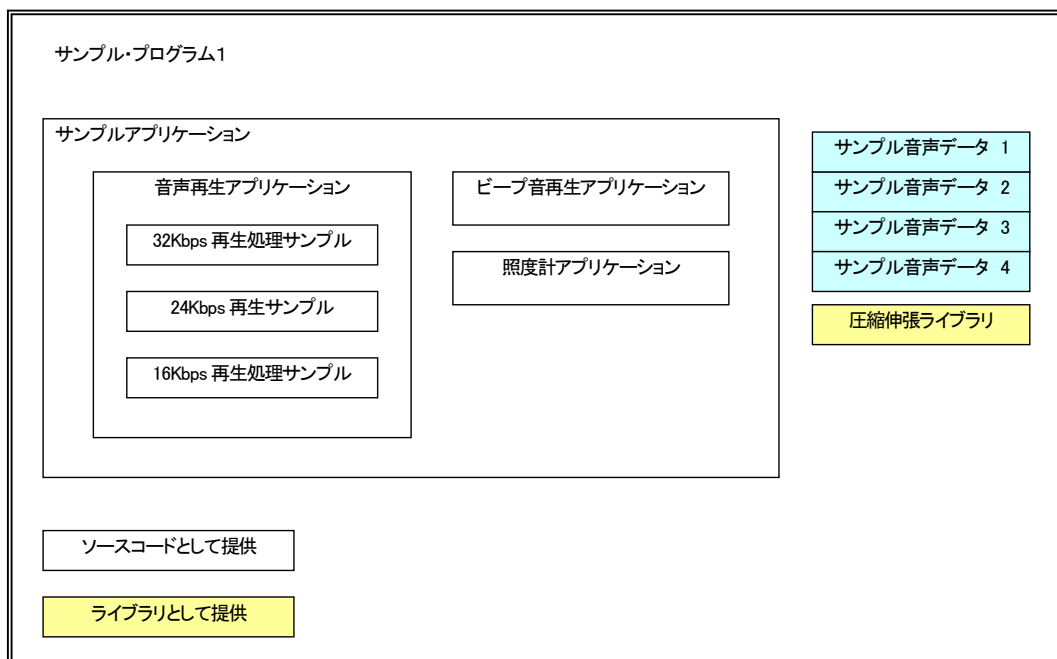 サンプル・プログラム1
サンプルアプリケーション
音声再生アプリケーション
32Kbps 再生処理サンプル
24Kbps 再生サンプル
16Kbps 再生処理サンプル
ビープ音再生アプリケーション
照度計アプリケーション
サンプル音声データ 1
サンプル音声データ 2
サンプル音声データ 3
サンプル音声データ 4
圧縮伸張ライブラリ
ソースコードとして提供
ライブラリとして提供